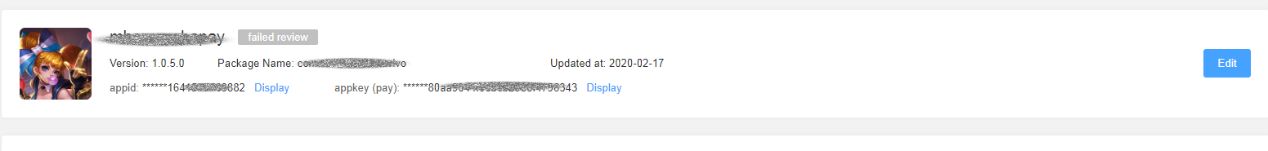 failed review
Version: 1.0.5.0 Package Name: Updated at: 2020-02-17 Edit
appid: Display appkey (pay): Display